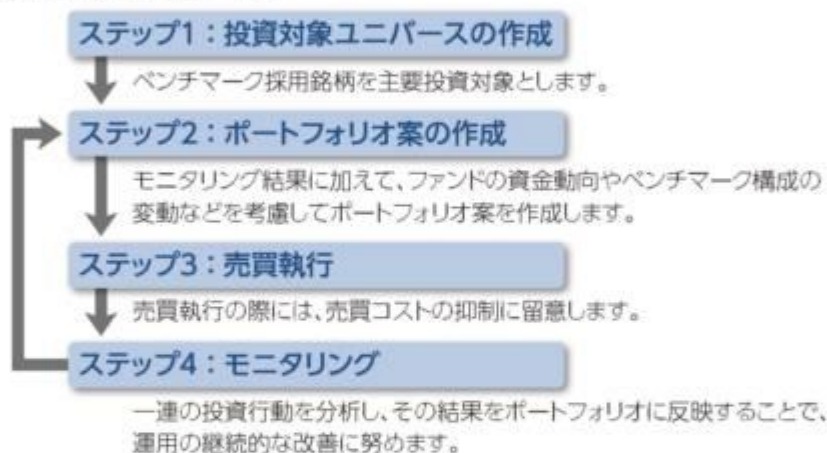 ステップ1：投資対象ユニバースの作成
ベンチマーク採用銘柄を主要投資対象とします。
ステップ2：ポートフォリオ案の作成
モニタリング結果に加えて、ファンドの資金動向やベンチマーク構成の
変動などを考慮してポートフォリオ案を作成します。
ステップ3：売買執行
売買執行の際には、売買コストの抑制に留意します。
ステップ4：モニタリング
一連の投資行動を分析し、その結果をポートフォリオに反映することで、
運用の継続的な改善に努めます。